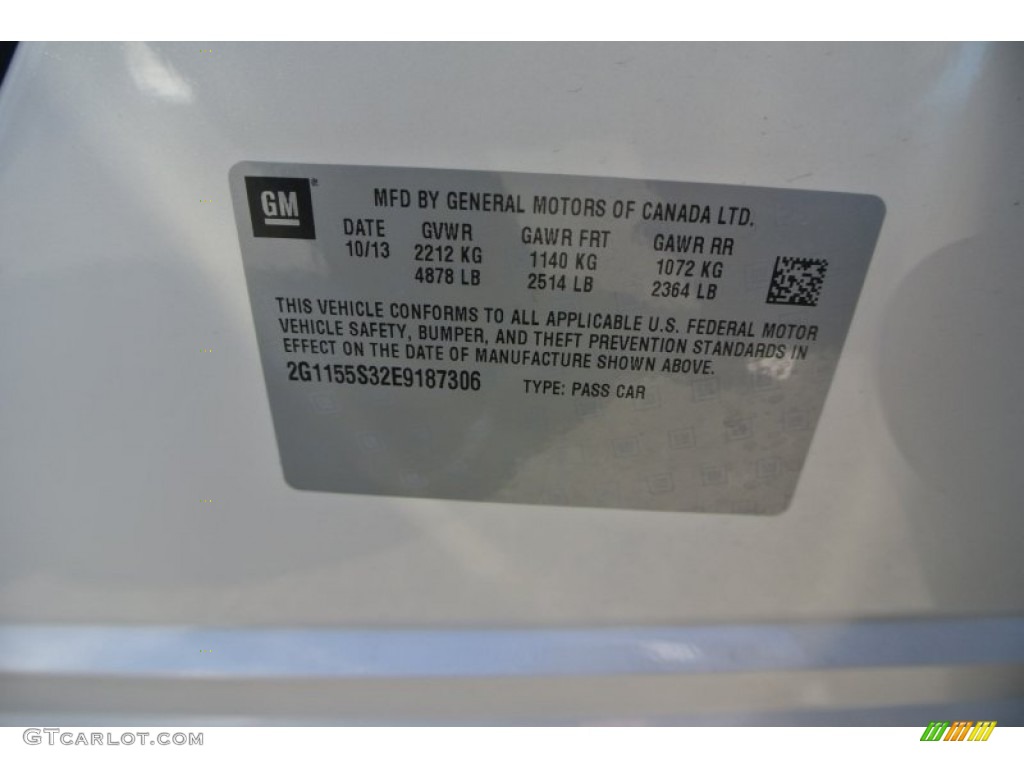 GM
MFD BY GENERAL MOTORS OF CANADA LTD.
DATE GVWR GAWR FRT GAWR RR
10/13 2212 KG 1140 KG 1072 KG
4878 LB 2514 LB 2364 LB
THIS VEHICLE CONFORMS TO ALL APPLICABLE U.S. FEDERAL MOTOR
VEHICLE SAFETY, BUMPER, AND THEFT PREVENTION STANDARDS IN
EFFECT ON THE DATE OF MANUFACTURE SHOWN ABOVE.
2G1155S32E9187306 TYPE: PASS CAR
GTCarlot.com